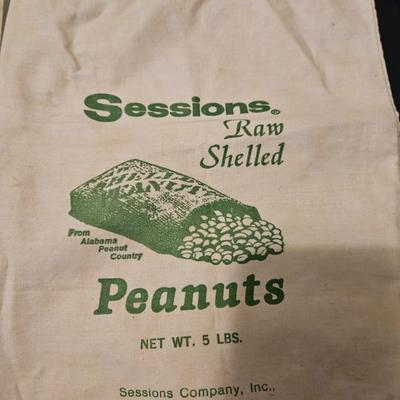 Sessions®
Raw
Shelled
From
Alabama
Peanut
Country
Peanuts
NET WT. 5 LBS.
Sessions Company, Inc.,